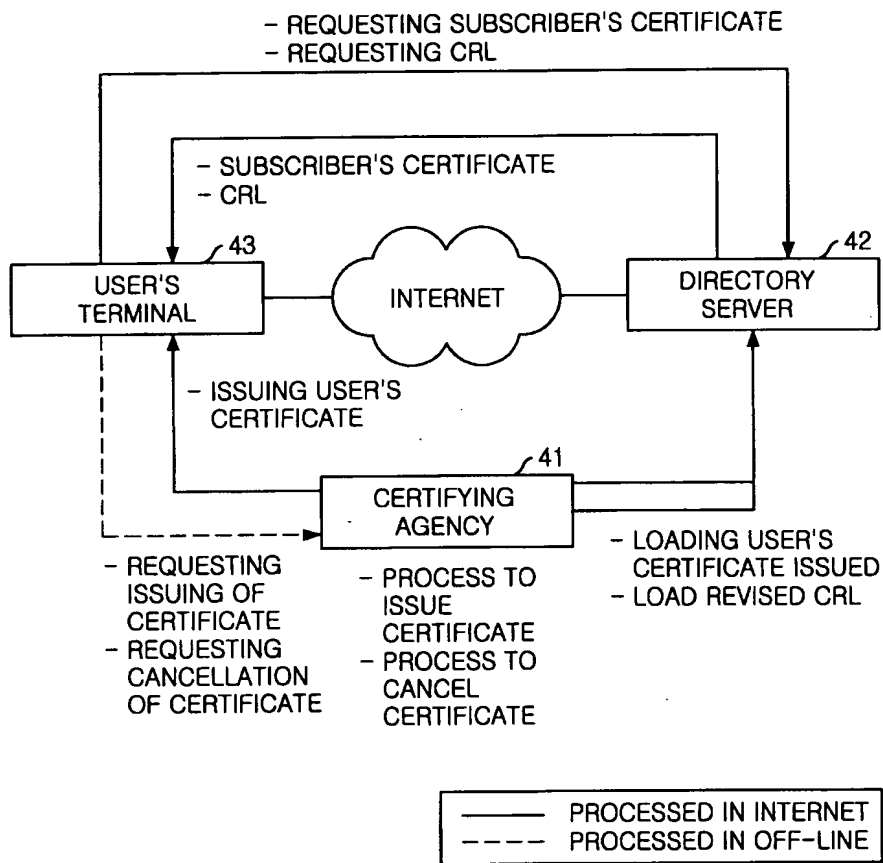 - REQUESTING SUBSCRIBER'S CERTIFICATE
- REQUESTING CRL
- SUBSCRIBER'S CERTIFICATE
- CRL
43
42
USER'S
TERMINAL
INTERNET
DIRECTORY
SERVER
- ISSUING USER'S
CERTIFICATE
41
CERTIFYING
AGENCY
- REQUESTING
ISSUING OF
CERTIFICATE
- REQUESTING
CANCELLATION
OF CERTIFICATE
- PROCESS TO
ISSUE
CERTIFICATE
- PROCESS TO
CANCEL
CERTIFICATE
- LOADING USER'S
CERTIFICATE ISSUED
- LOAD REVISED CRL
PROCESSED IN INTERNET
PROCESSED IN OFF-LINE